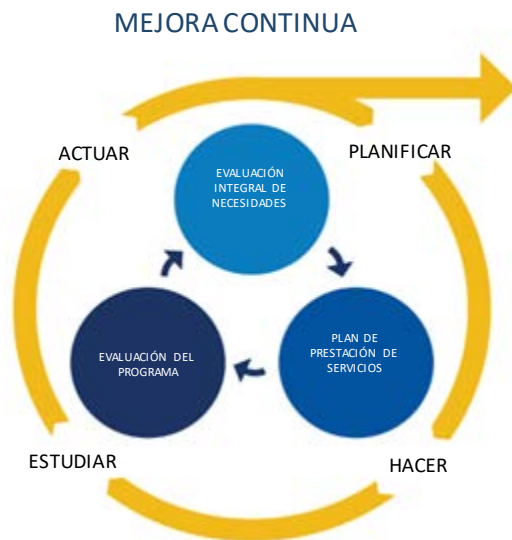 MEJORA CONTINUA
ACTUAR
PLANIFICAR
EVALUACIÓN
INTEGRAL DE
NECESIDADES
EVALUACIÓN DEL
PROGRAMA
PLAN DE
PRESTACIÓN DE
SERVICIOS
ESTUDIAR
HACER